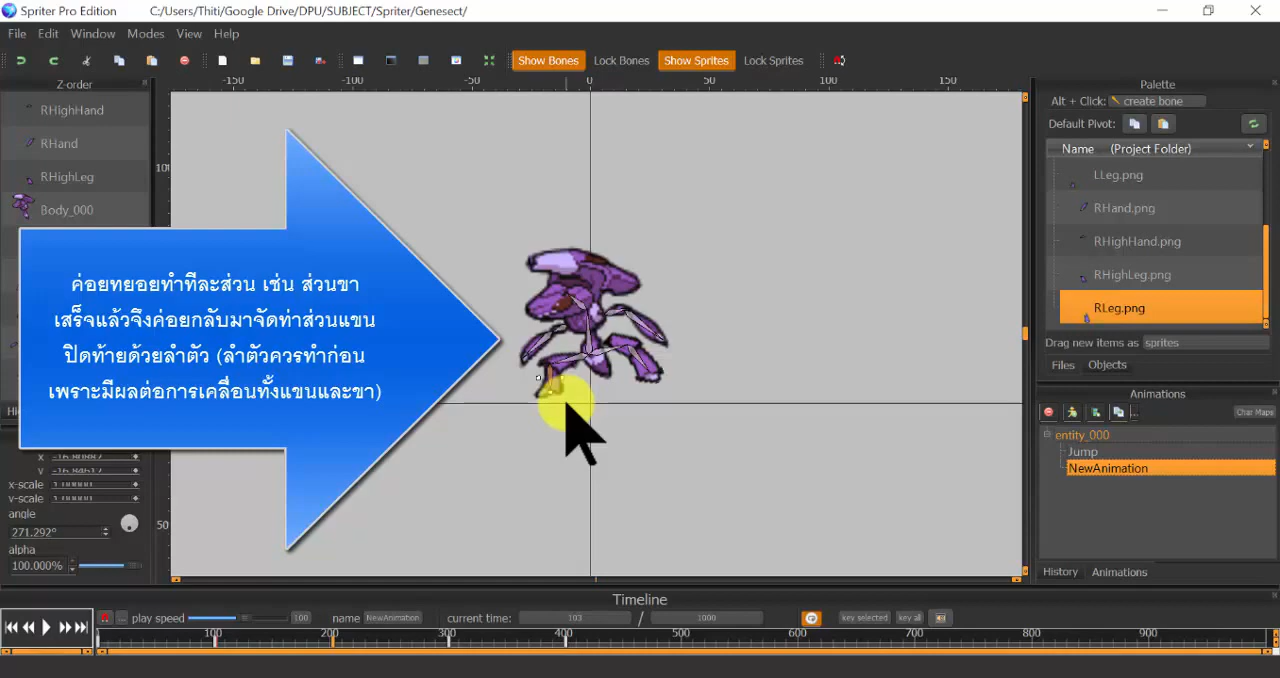 Spriter Pro Edition C:/Users/Thiti/Google Drive/DPU/SUBJECT/Spriter/Genesect/
File Edit Window Modes View Help
Show Bones Lock Bones Show Sprites Lock Sprites
Z-order
-150 -100 -50 0 50 100 150
RHighHand
RHand
RHighLeg
Body_000
ค่อยทยอยทำทีละส่วน เช่น ส่วนขา
เสร็จแล้วจึงค่อยกลับมาจัดท่าส่วนแขน
ปิดท้ายด้วยลำตัว (ลำตัวควรทำก่อน
เพราะมีผลต่อการเคลื่อนทั้งแขนและขา)
x -16.80887
y -16.84617
x-scale 1.00000
y-scale 1.00000
angle
271.292°
alpha
100.000%
50
Palette
Alt + Click: create bone
Default Pivot:
Name (Project Folder)
LLeg.png
RHand.png
RHighHand.png
RHighLeg.png
RLeg.png
Drag new items as sprites
Files Objects
Animations
Char Maps
entity_000
Jump
NewAnimation
History Animations
Timeline
play speed 100 name NewAnimation current time: 103 / 1000 key selected key all
100 200 300 400 500 600 700 800 900